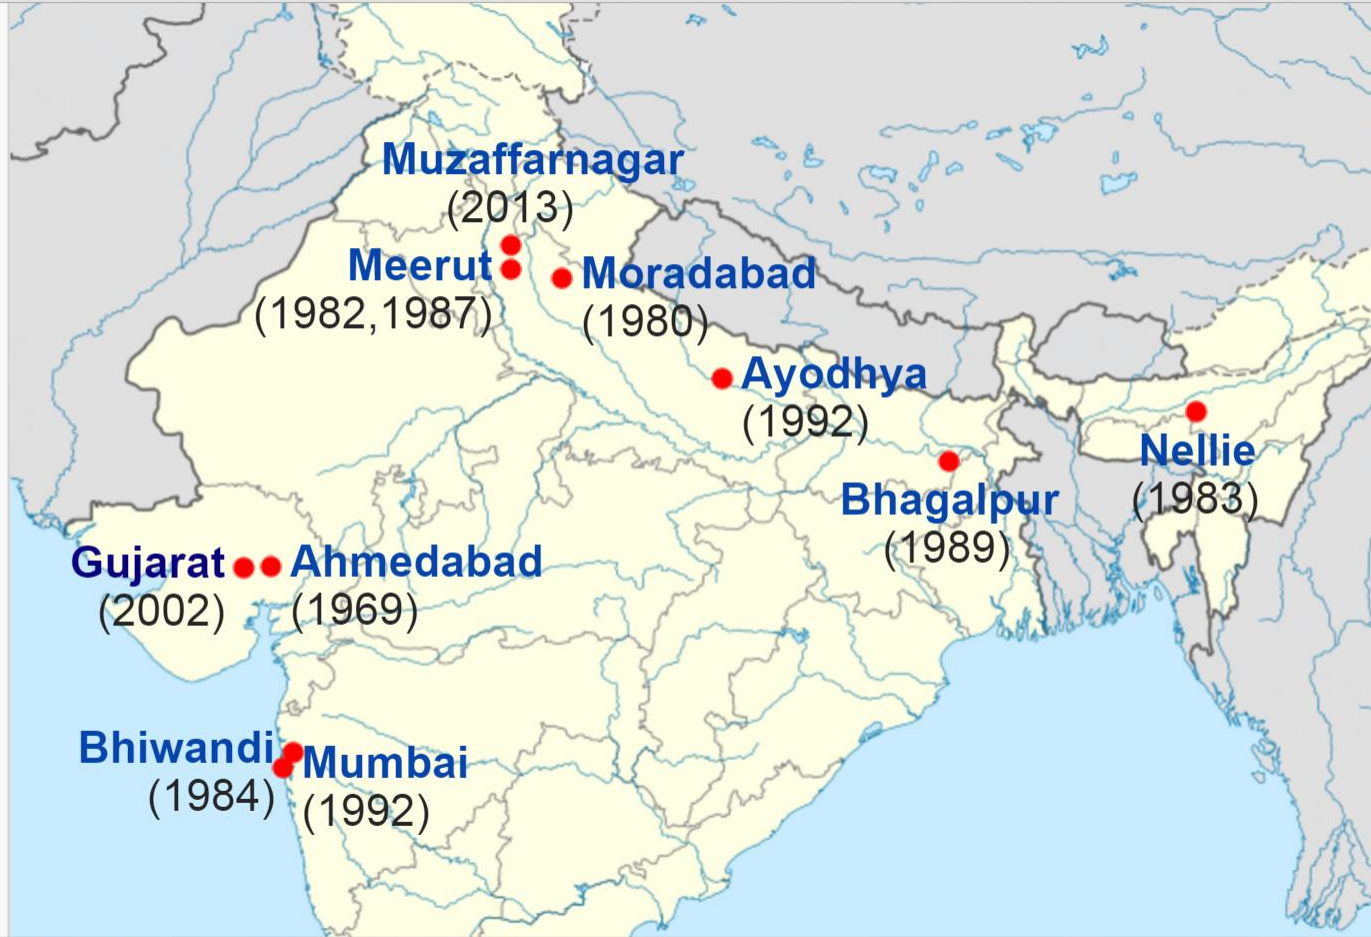 Muzaffarnagar
(2013)
Meerut
(1982,1987)
Moradabad
(1980)
Ayodhya
(1992)
Nellie
(1983)
Bhagalpur
(1989)
Gujarat
(2002)
Ahmedabad
(1969)
Bhiwandi
(1984)
Mumbai
(1992)